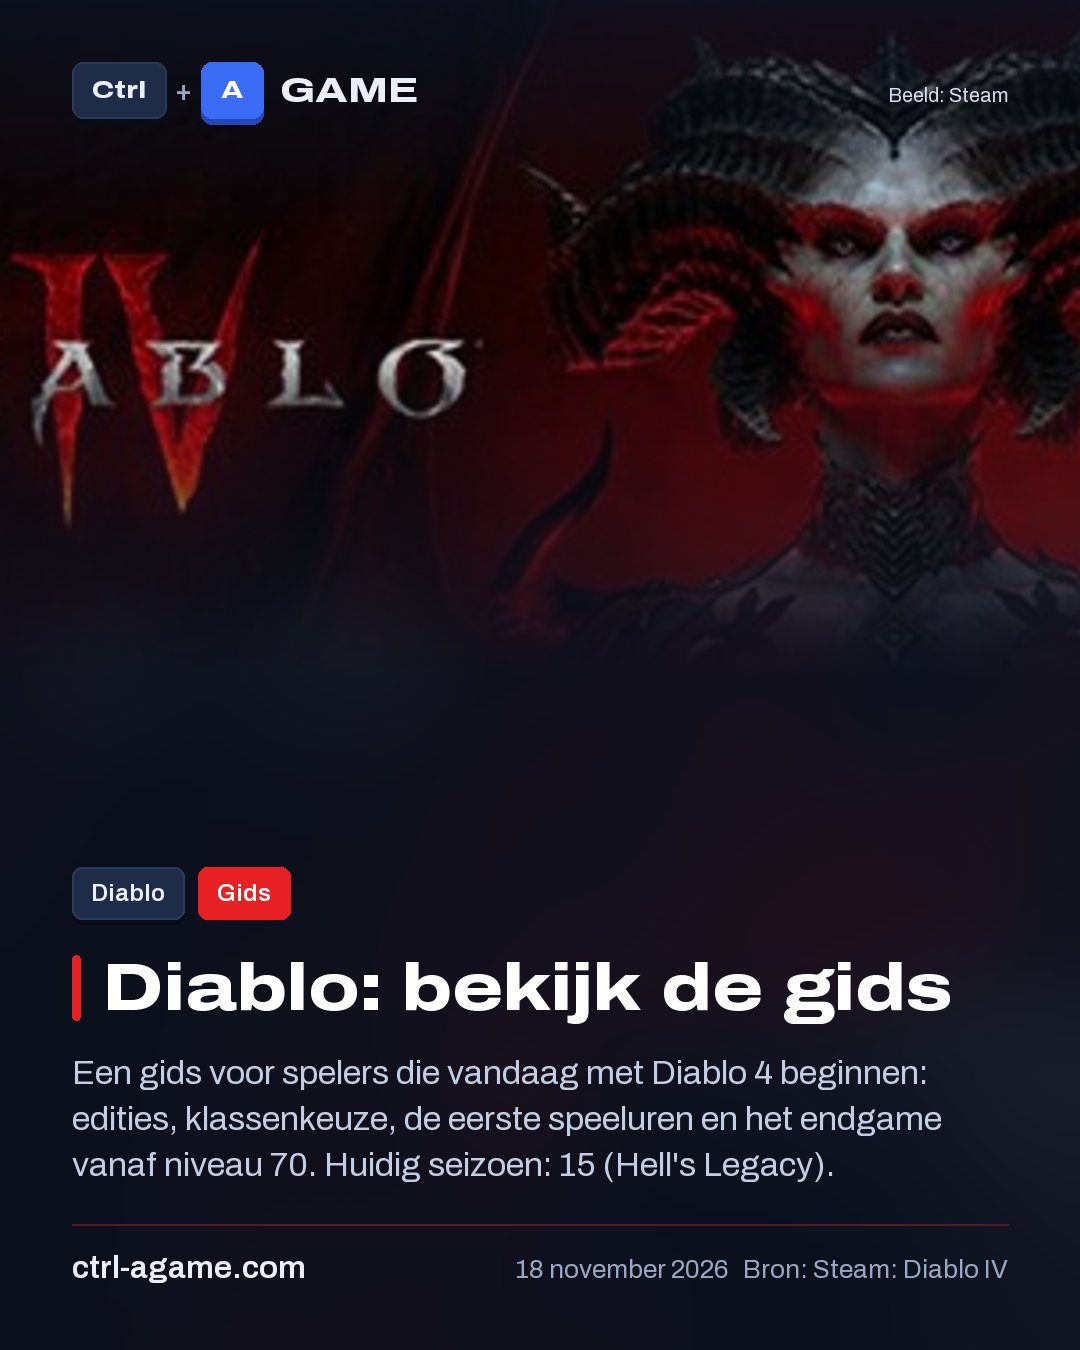 Ctrl + A GAME
Beeld: Steam
IV
ABLO
Diablo
Gids
Diablo: bekijk de gids
Een gids voor spelers die vandaag met Diablo 4 beginnen:
edities, klassenkeuze, de eerste speeluren en het endgame
vanaf niveau 70. Huidig seizoen: 15 (Hell's Legacy).
ctrl-agame.com
18 november 2026 Bron: Steam: Diablo IV